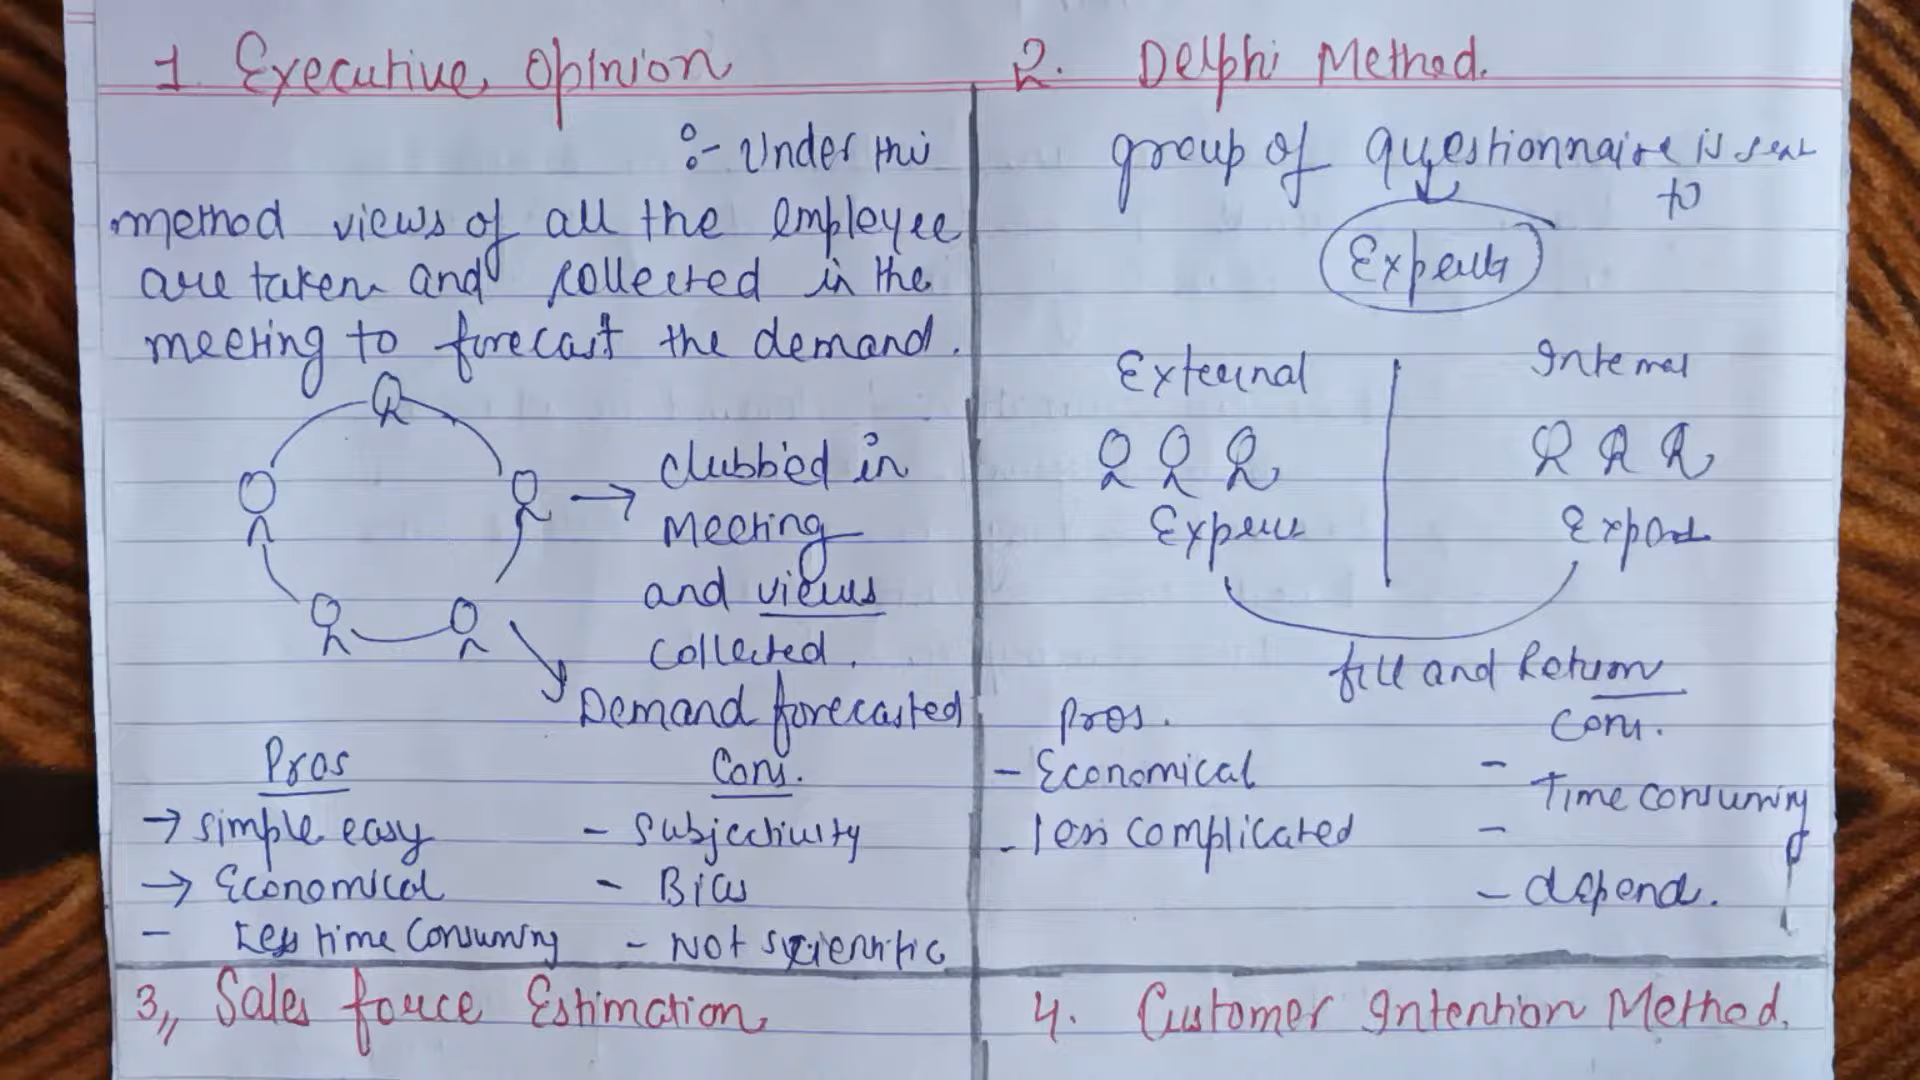 1. Executive Opinion
:- Under this
method views of all the employee
are taken and collected in the
meeting to forecast the demand.
clubbed in
Meeting
and views
collected.
Demand forecasted
Pros
→ simple easy
→ Economical
- Less time consuming
Cons.
- Subjectivity
- Bias
- Not scientific
2. Delphi Method.
group of questionnaire is sent
to
Experts
External
Internal
Expert
Expert
fill and Return
Pros.
- Economical
- less complicated
Cons.
- Time consuming
-
- depend.
3,, Sales force Estimation
4. Customer Intention Method.